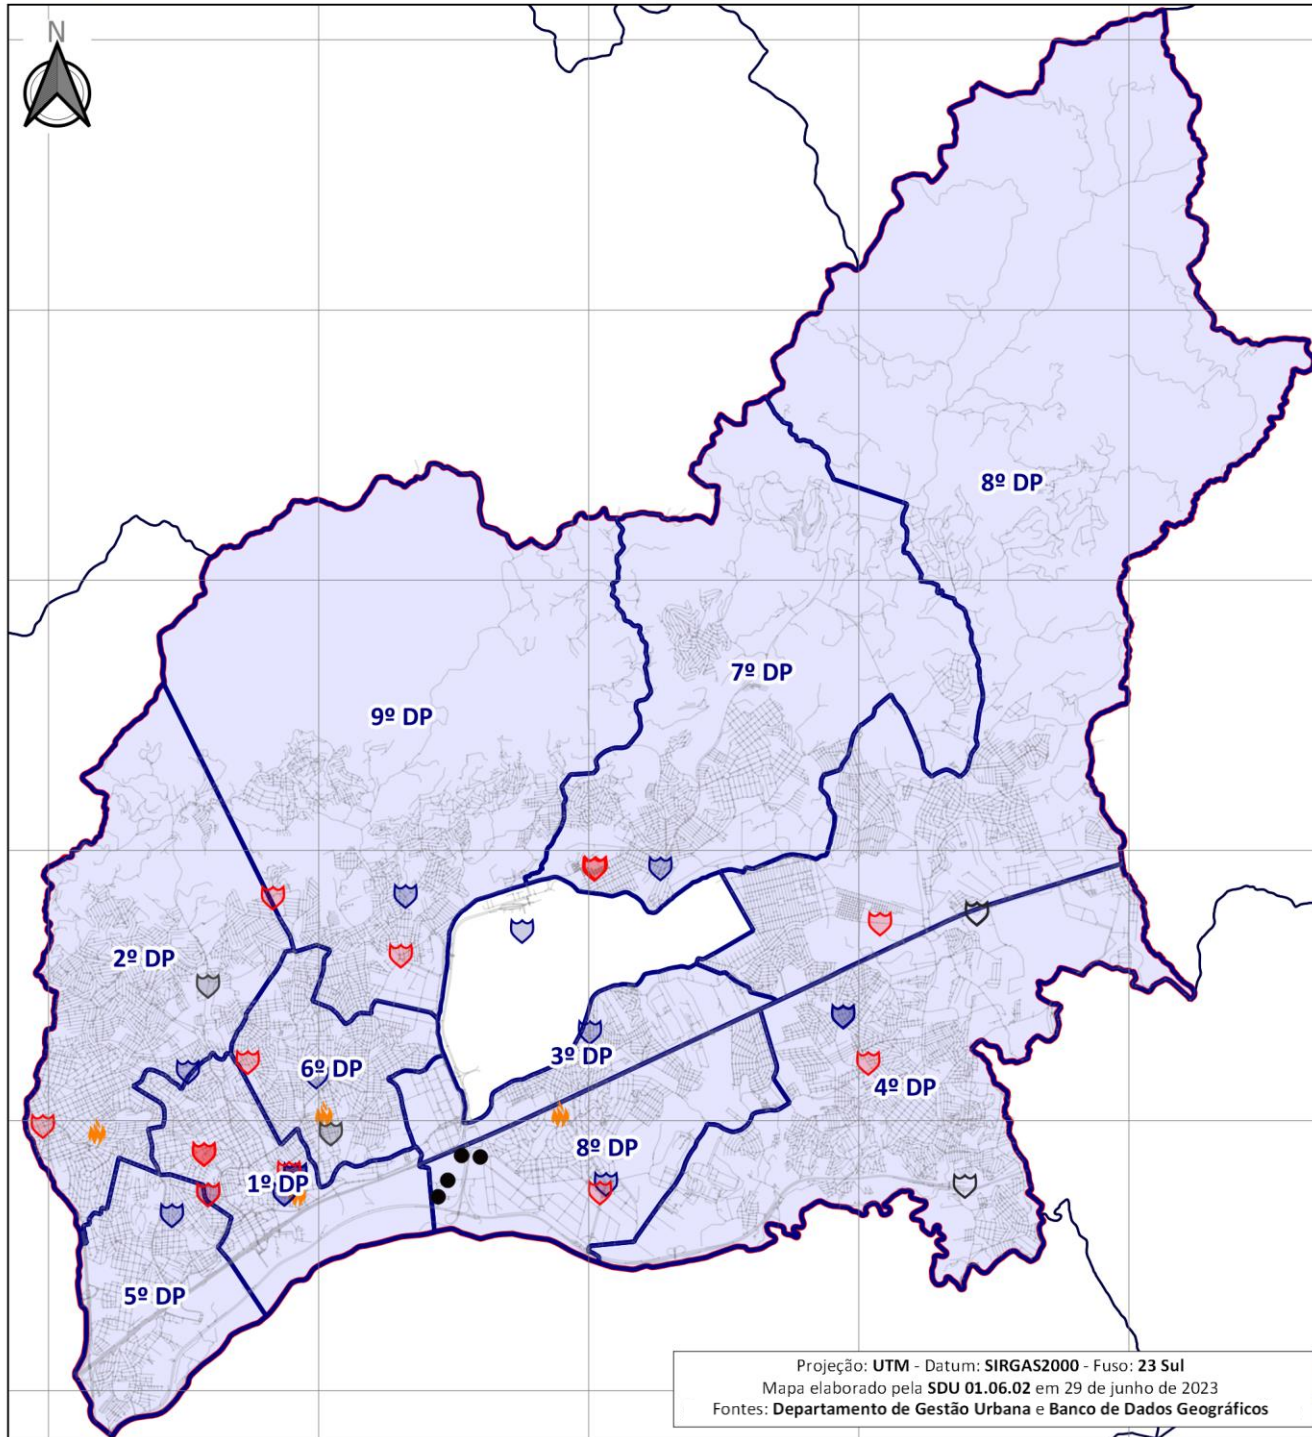 N
8º DP
7º DP
9º DP
2º DP
3º DP
6º DP
4º DP
8º DP
1º DP
5º DP
Projeção: UTM - Datum: SIRGAS2000 - Fuso: 23 Sul
Mapa elaborado pela SDU 01.06.02 em 29 de junho de 2023
Fontes: Departamento de Gestão Urbana e Banco de Dados Geográficos